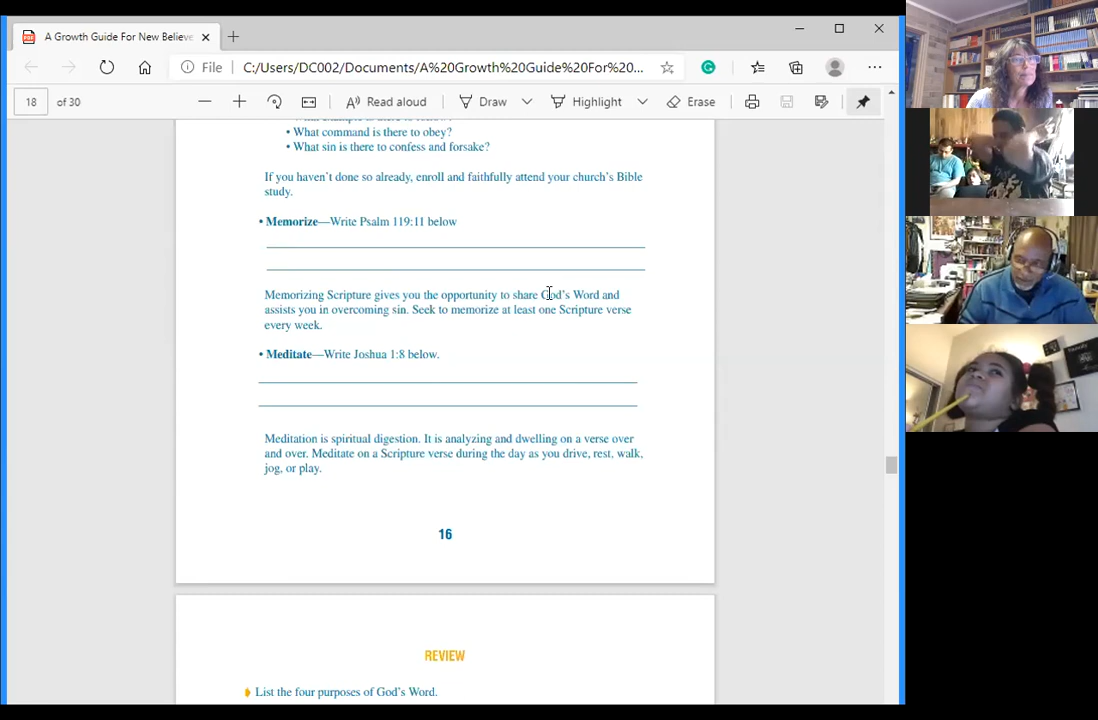 A Growth Guide For New Believe
File
C:/Users/DC002/Documents/A%20Growth%20Guide%20For%20...
18 of 30
Read aloud
Draw
Highlight
Erase
• What command is there to obey?
• What sin is there to confess and forsake?
If you haven't done so already, enroll and faithfully attend your church's Bible
study.
• Memorize—Write Psalm 119:11 below
Memorizing Scripture gives you the opportunity to share God's Word and
assists you in overcoming sin. Seek to memorize at least one Scripture verse
every week.
• Meditate—Write Joshua 1:8 below.
Meditation is spiritual digestion. It is analyzing and dwelling on a verse over
and over. Meditate on a Scripture verse during the day as you drive, rest, walk,
jog, or play.
16
REVIEW
List the four purposes of God's Word.